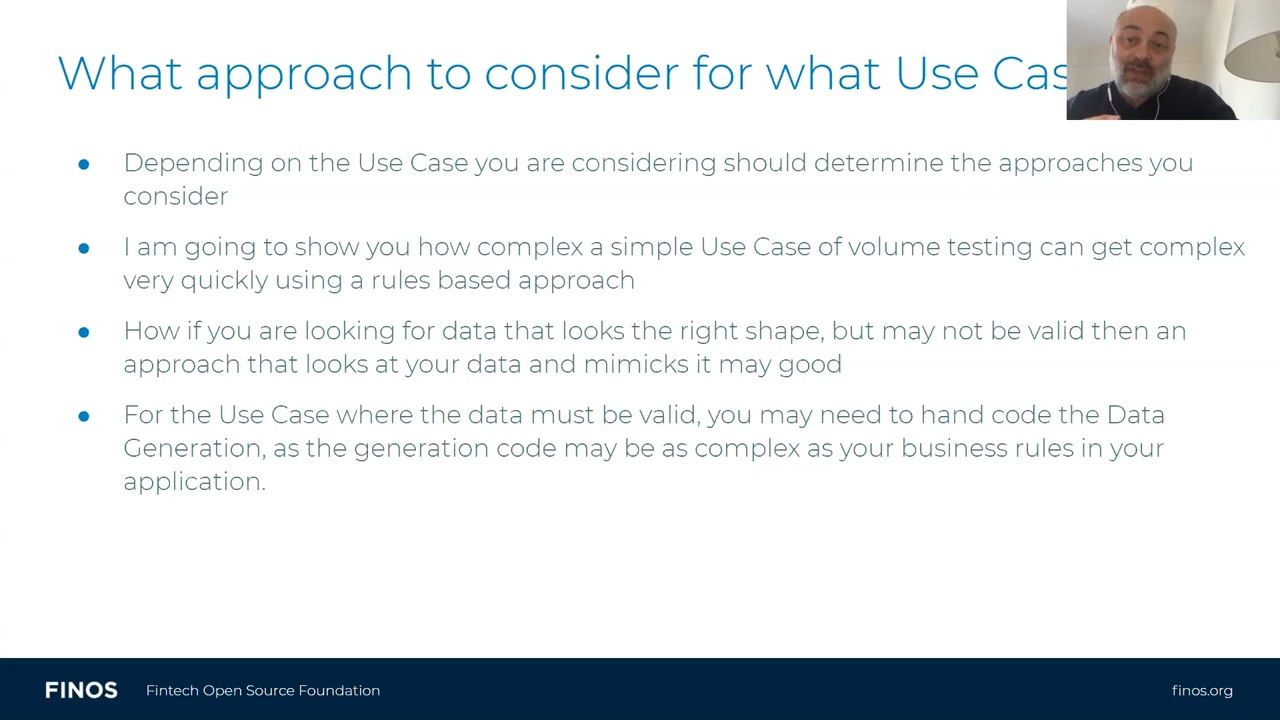 What approach to consider for what Use Cas
● Depending on the Use Case you are considering should determine the approaches you
consider
● I am going to show you how complex a simple Use Case of volume testing can get complex
very quickly using a rules based approach
● How if you are looking for data that looks the right shape, but may not be valid then an
approach that looks at your data and mimicks it may good
● For the Use Case where the data must be valid, you may need to hand code the Data
Generation, as the generation code may be as complex as your business rules in your
application.
FINOS Fintech Open Source Foundation finos.org